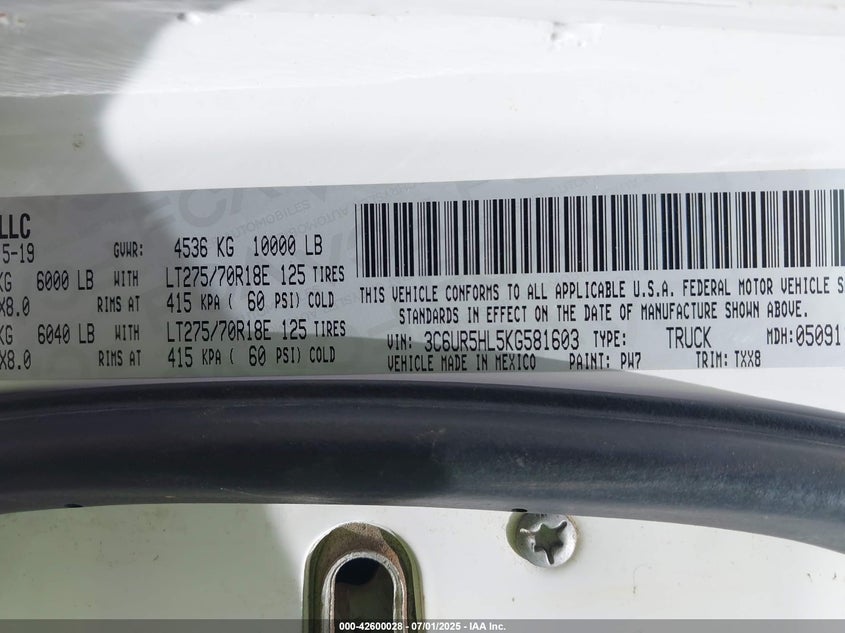 LLC
5-19 GVWR: 4536 KG 10000 LB
KG 6000 LB WITH LT275/70R18E 125 TIRES
X8.0 RIMS AT 415 KPA ( 60 PSI) COLD
KG 6040 LB WITH LT275/70R18E 125 TIRES
X8.0 RIMS AT 415 KPA ( 60 PSI) COLD
THIS VEHICLE CONFORMS TO ALL APPLICABLE U.S.A. FEDERAL MOTOR VEHICLE S
STANDARDS IN EFFECT ON THE DATE OF MANUFACTURE SHOWN ABOVE.
VIN: 3C6UR5HL5KG581603 TYPE: TRUCK MDH: 05091
VEHICLE MADE IN MEXICO PAINT: PW7 TRIM: TXX8
000-42600028 - 07/01/2025 - IAA Inc.